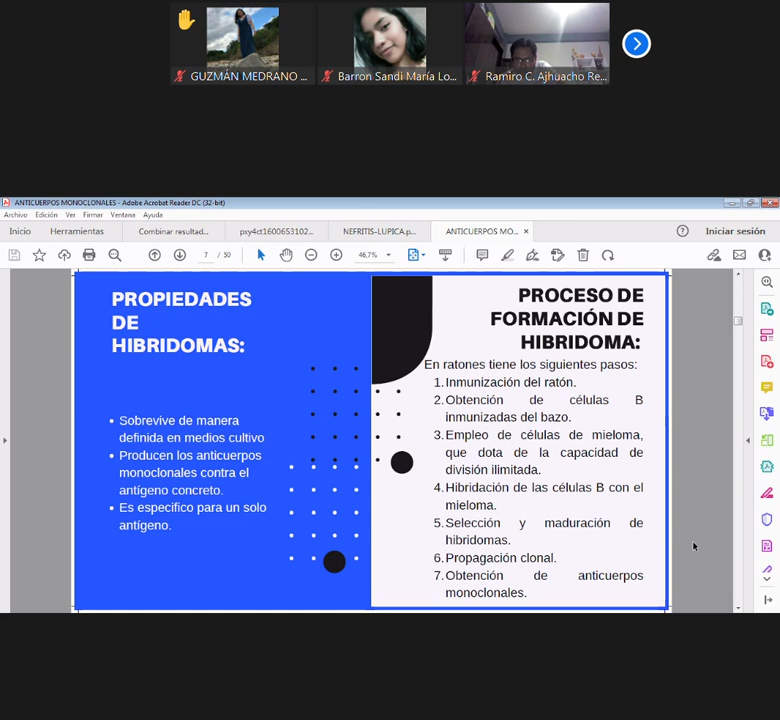 GUZMÁN MEDRANO ...
Barron Sandi María Lo...
Ramiro C. Ajhuacho Re...
ANTICUERPOS MONOCLONALES - Adobe Acrobat Reader DC (32-bit)
Archivo Edición Ver Firmar Ventana Ayuda
Inicio Herramientas Combinar resultad... psy4ct1600653102... NEFRITIS-LUPICA.p... ANTICUERPOS MO... × Iniciar sesión
7 / 50 46,7%
PROPIEDADES
DE
HIBRIDOMAS:
Sobrevive de manera
definida en medios cultivo
Producen los anticuerpos
monoclonales contra el
antígeno concreto.
Es especifico para un solo
antígeno.
PROCESO DE
FORMACIÓN DE
HIBRIDOMA:
En ratones tiene los siguientes pasos:
1. Inmunización del ratón.
2. Obtención de células B
inmunizadas del bazo.
3. Empleo de células de mieloma,
que dota de la capacidad de
división ilimitada.
4. Hibridación de las células B con el
mieloma.
5. Selección y maduración de
hibridomas.
6. Propagación clonal.
7. Obtención de anticuerpos
monoclonales.